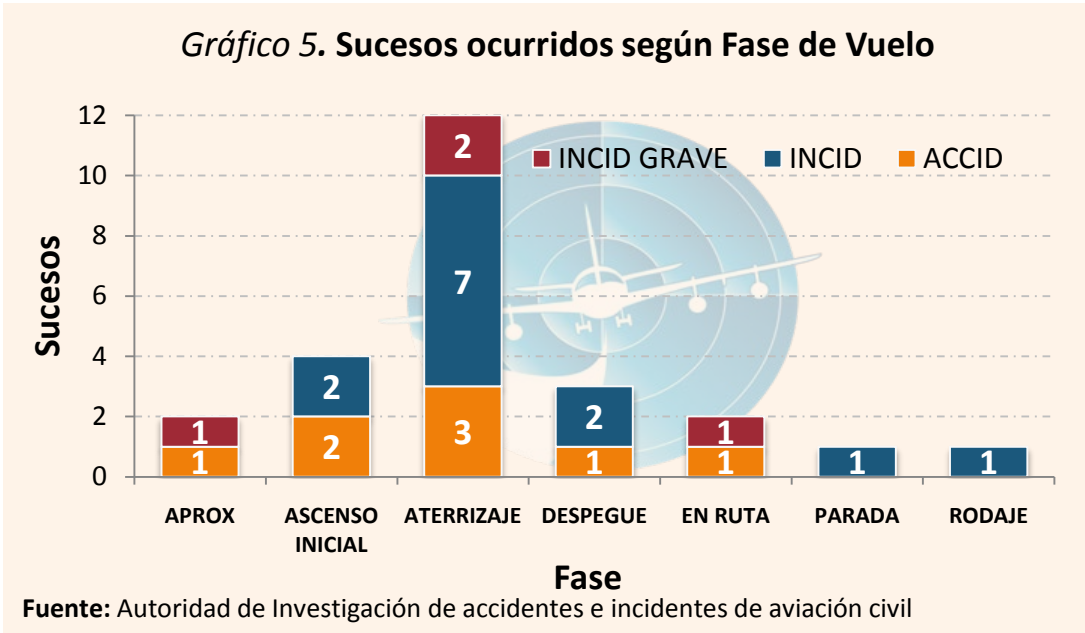 Gráfico 5. Sucesos ocurridos según Fase de Vuelo
INCID GRAVE INCID ACCID
Sucesos
12
10
8
6
4
2
0
1
1
2
2
2
7
3
2
1
1
1
1
1
APROX
ASCENSO
INICIAL
ATERRIZAJE
DESPEGUE
EN RUTA
PARADA
RODAJE
Fase
Fuente: Autoridad de Investigación de accidentes e incidentes de aviación civil